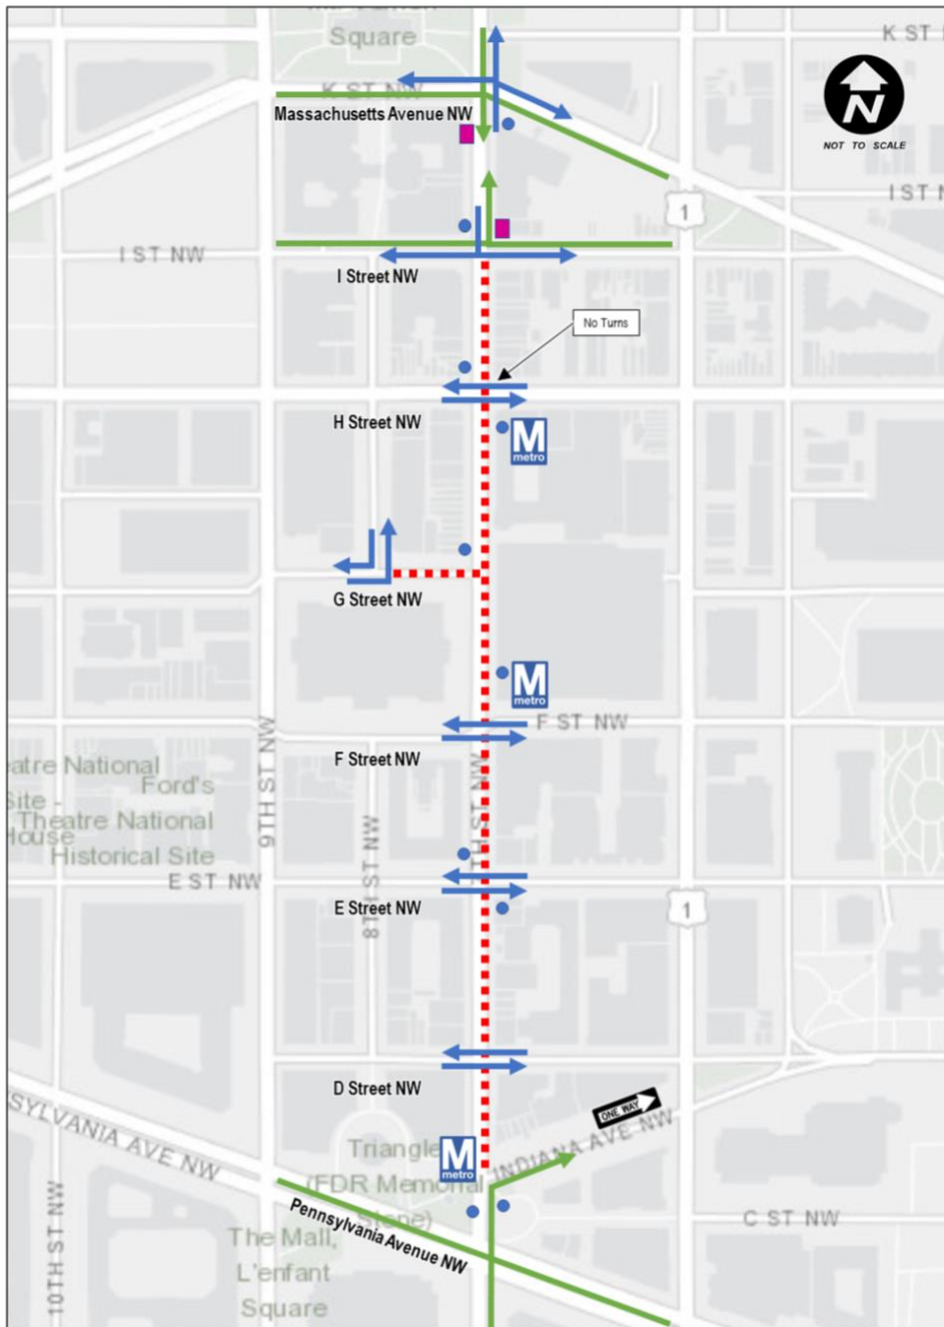 Square
K ST
K ST NW
Massachusetts Avenue NW
N
NOT TO SCALE
I ST
1
I ST NW
I Street NW
No Turns
H Street NW
M
metro
G Street NW
M
metro
F ST NW
F Street NW
9TH ST NW
eatre National
Site -
House
Ford's
Theatre National
Historical Site
8TH ST NW
TH ST NW
E ST NW
E Street NW
1
D Street NW
ONE WAY
SYLVANIA AVE NW
INDIANA AVE NW
M
metro
Triangle
(FDR Memorial
Stone)
Pennsylvania Avenue NW
C ST NW
10TH ST NW
The Mall,
L'enfant
Square